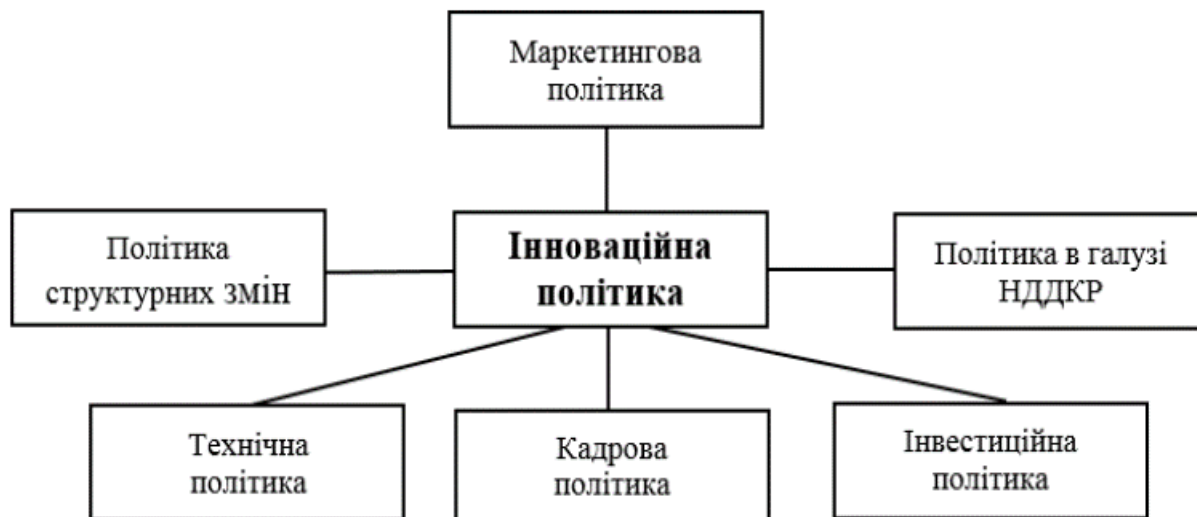 Маркетингова
політика
Політика
структурних змін
Інноваційна
політика
Політика в галузі
НДДКР
Технічна
політика
Кадрова
політика
Інвестиційна
політика